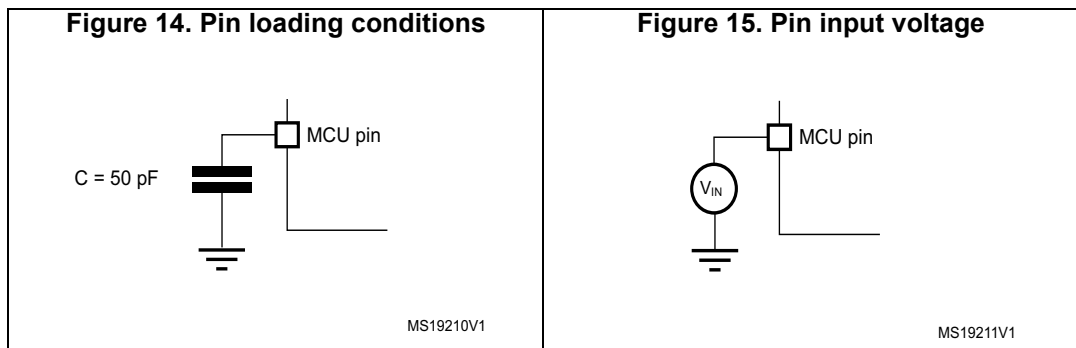 Figure 14. Pin loading conditions
MCU pin
C = 50 pF
MS19210V1
Figure 15. Pin input voltage
MCU pin
VIN
MS19211V1